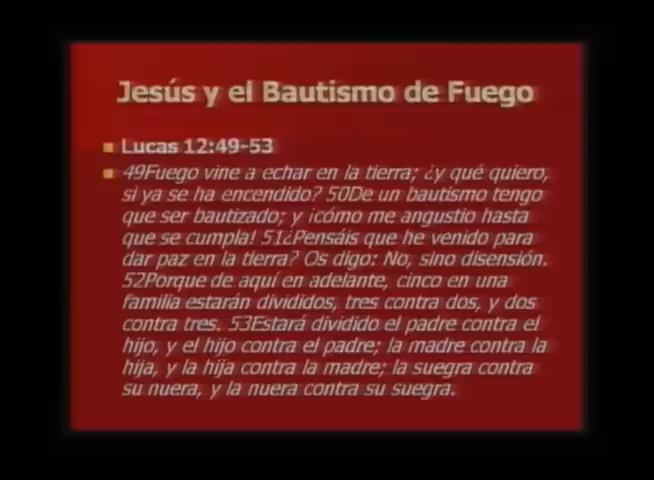 Jesús y el Bautismo de Fuego
Lucas 12:49-53
49Fuego vine a echar en la tierra; ¿y qué quiero,
si ya se ha encendido? 50De un bautismo tengo
que ser bautizado; y ¡cómo me angustio hasta
que se cumpla! 51¿Pensáis que he venido para
dar paz en la tierra? Os digo: No, sino disensión.
52Porque de aquí en adelante, cinco en una
familia estarán divididos, tres contra dos, y dos
contra tres. 53Estará dividido el padre contra el
hijo, y el hijo contra el padre; la madre contra la
hija, y la hija contra la madre; la suegra contra
su nuera, y la nuera contra su suegra.